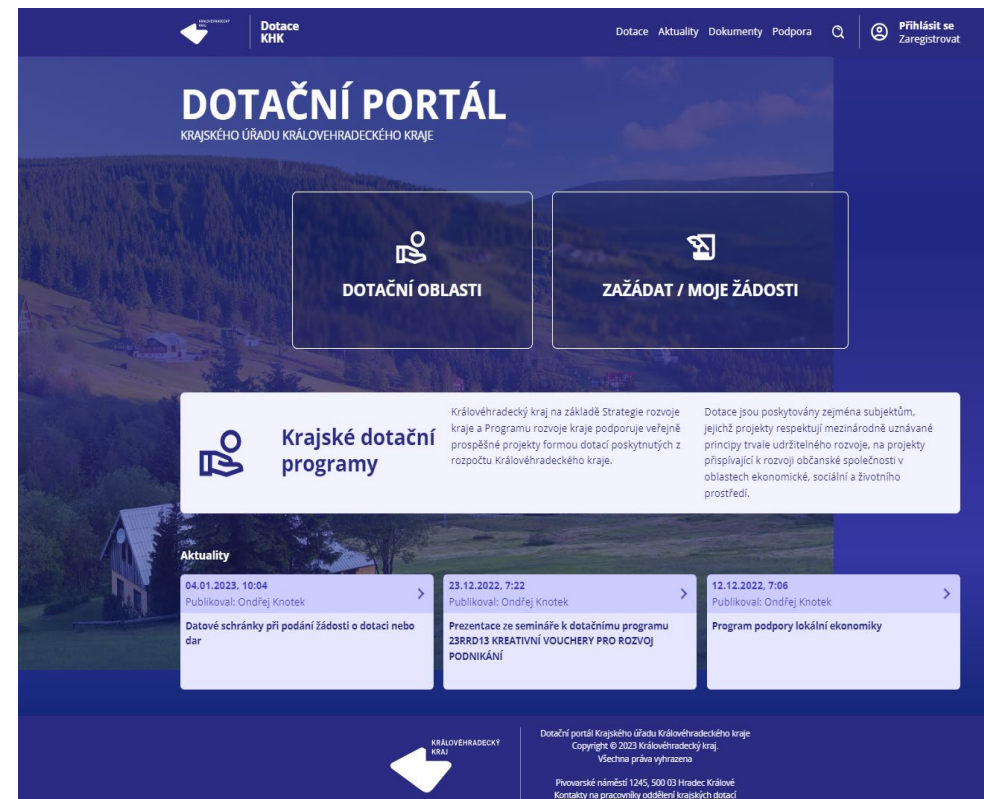 KRÁLOVÉHRADECKÝ
KRAJ
Dotace
KHK
Dotace Aktuality Dokumenty Podpora
Přihlásit se
Zaregistrovat
DOTAČNÍ PORTÁL
KRAJSKÉHO ÚŘADU KRÁLOVEHRADECKÉHO KRAJE
DOTAČNÍ OBLASTI
ZAŽÁDAT / MOJE ŽÁDOSTI
Krajské dotační
programy
Královéhradecký kraj na základě Strategie rozvoje
kraje a Programu rozvoje kraje podporuje veřejně
prospěšné projekty formou dotací poskytnutých z
rozpočtu Královéhradeckého kraje.
Dotace jsou poskytovány zejména subjektům,
jejichž projekty respektují mezinárodně uznávané
principy trvale udržitelného rozvoje, na projekty
přispívající k rozvoji občanské společnosti v
oblastech ekonomické, sociální a životního
prostředí.
Aktuality
04.01.2023, 10:04
Publikoval: Ondřej Knotek
Datové schránky při podání žádosti o dotaci nebo
dar
23.12.2022, 7:22
Publikoval: Ondřej Knotek
Prezentace ze semináře k dotačnímu programu
23RRD13 KREATIVNÍ VOUCHERY PRO ROZVOJ
PODNIKÁNÍ
12.12.2022, 7:06
Publikoval: Ondřej Knotek
Program podpory lokální ekonomiky
KRÁLOVÉHRADECKÝ
KRAJ
Dotační portál Krajského úřadu Královéhradeckého kraje
Copyright © 2023 Královéhradecký kraj.
Všechna práva vyhrazena
Pivovarské náměstí 1245, 500 03 Hradec Králové
Kontakty na pracovníky oddělení krajských dotací